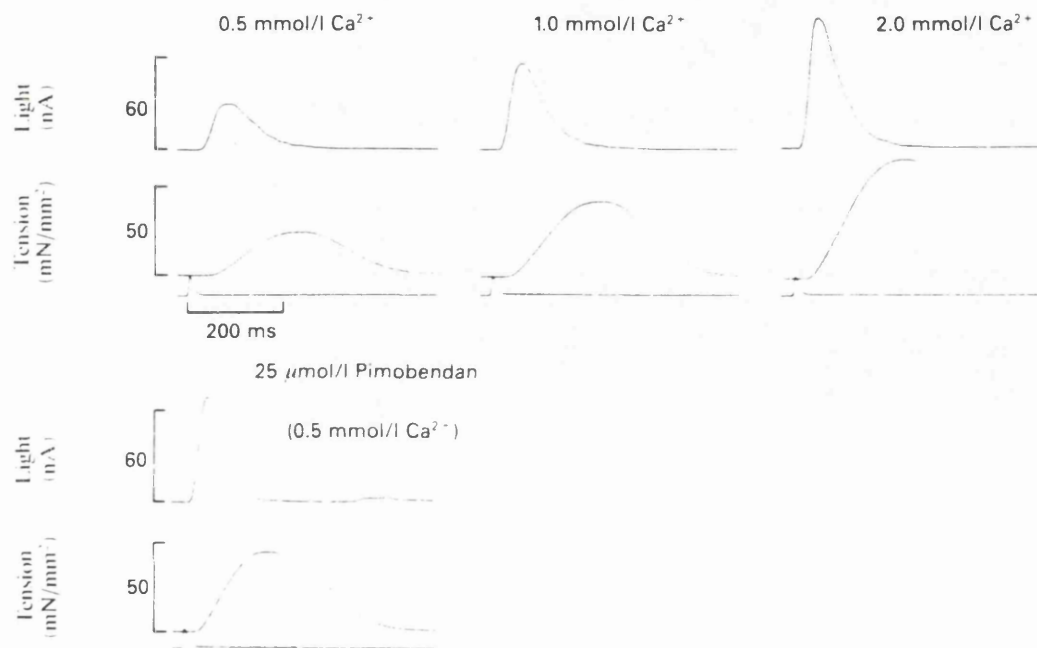 0.5 mmol/l Ca²⁺
1.0 mmol/l Ca²⁺
2.0 mmol/l Ca²⁺
Light
(nA)
60
Tension
(mN/mm²)
50
200 ms
25 μmol/l Pimobendan
(0.5 mmol/l Ca²⁺)
Light
(nA)
60
Tension
(mN/mm²)
50